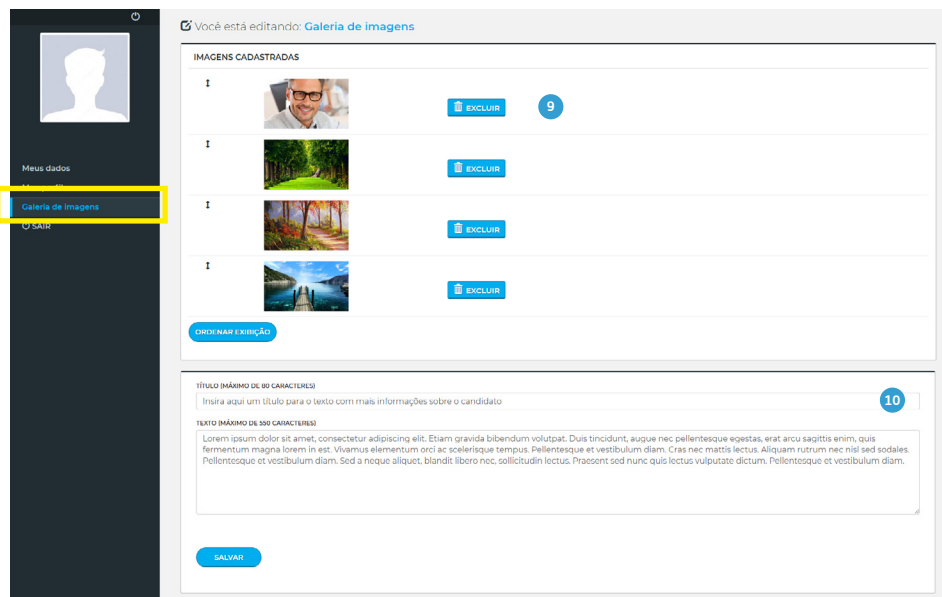 Você está editando: Galeria de imagens
IMAGENS CADASTRADAS
EXCLUIR
9
EXCLUIR
EXCLUIR
EXCLUIR
ORDENAR EXIBIÇÃO
Meus dados
Galeria de imagens
SAIR
TÍTULO (MÁXIMO DE 80 CARACTERES)
Insira aqui um título para o texto com mais informações sobre o candidato
10
TEXTO (MÁXIMO DE 550 CARACTERES)
Lorem ipsum dolor sit amet, consectetur adipiscing elit. Etiam gravida bibendum volutpat. Duis tincidunt, augue nec pellentesque egestas, erat arcu sagittis enim, quis
fermentum magna lorem in est. Vivamus elementum orci ac scelerisque tempus. Pellentesque et vestibulum diam. Cras nec mattis lectus. Aliquam rutrum nec nisl sed sodales.
Pellentesque et vestibulum diam. Sed a neque aliquet, blandit libero nec, sollicitudin lectus. Praesent sed nunc quis lectus vulputate dictum. Pellentesque et vestibulum diam.
SALVAR